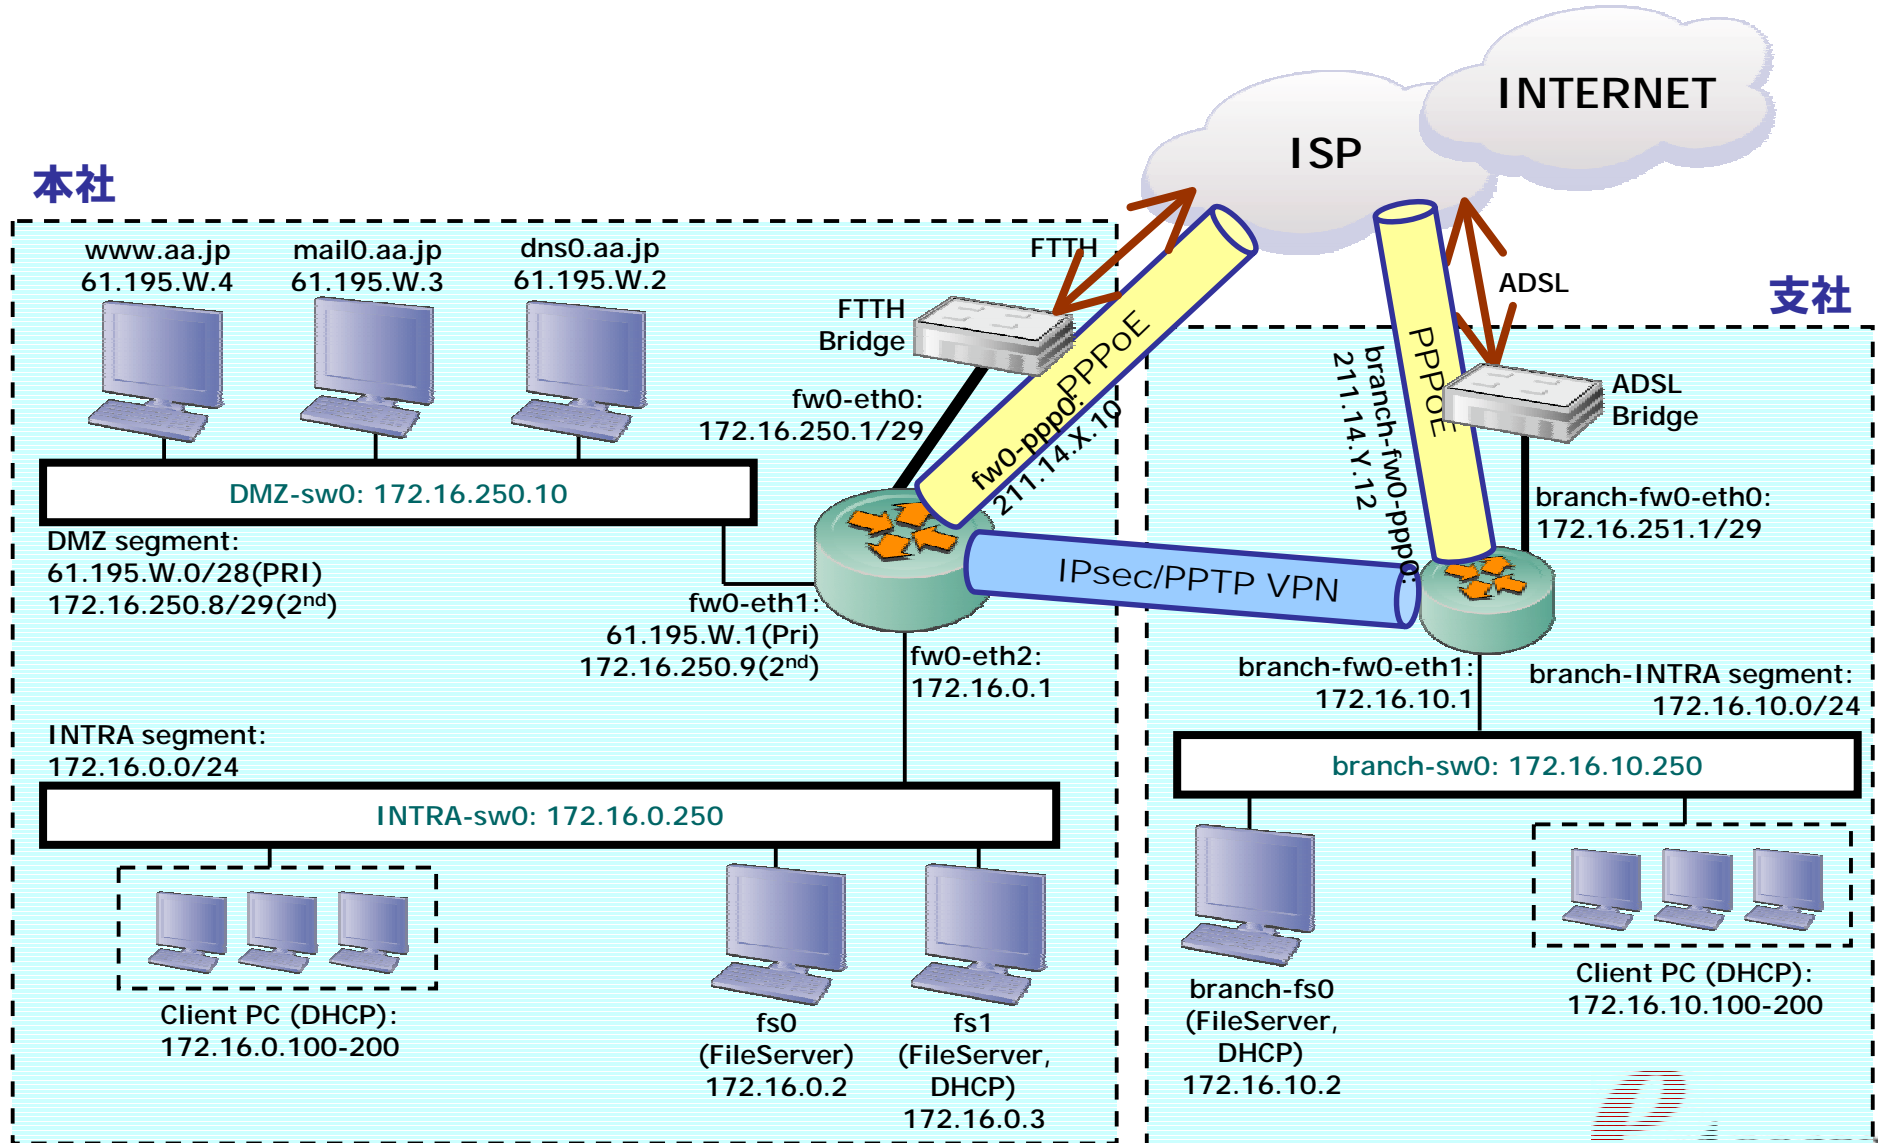 INTERNET
ISP
本社
www.aa.jp
61.195.W.4
mail0.aa.jp
61.195.W.3
dns0.aa.jp
61.195.W.2
FTTH
FTTH
Bridge
ADSL
支社
ADSL
Bridge
PPPoE
fw0-ppp0:
211.14.X.10
PPPoE
branch-fw0-ppp0:
211.14.Y.12
fw0-eth0:
172.16.250.1/29
DMZ-sw0: 172.16.250.10
DMZ segment:
61.195.W.0/28(PRI)
172.16.250.8/29(2nd)
fw0-eth1:
61.195.W.1(Pri)
172.16.250.9(2nd)
IPsec/PPTP VPN
branch-fw0-eth0:
172.16.251.1/29
fw0-eth2:
172.16.0.1
branch-fw0-eth1:
172.16.10.1
branch-INTRA segment:
172.16.10.0/24
INTRA segment:
172.16.0.0/24
INTRA-sw0: 172.16.0.250
branch-sw0: 172.16.10.250
Client PC (DHCP):
172.16.0.100-200
fs0
(FileServer)
172.16.0.2
fs1
(FileServer,
DHCP)
172.16.0.3
branch-fs0
(FileServer,
DHCP)
172.16.10.2
Client PC (DHCP):
172.16.10.100-200